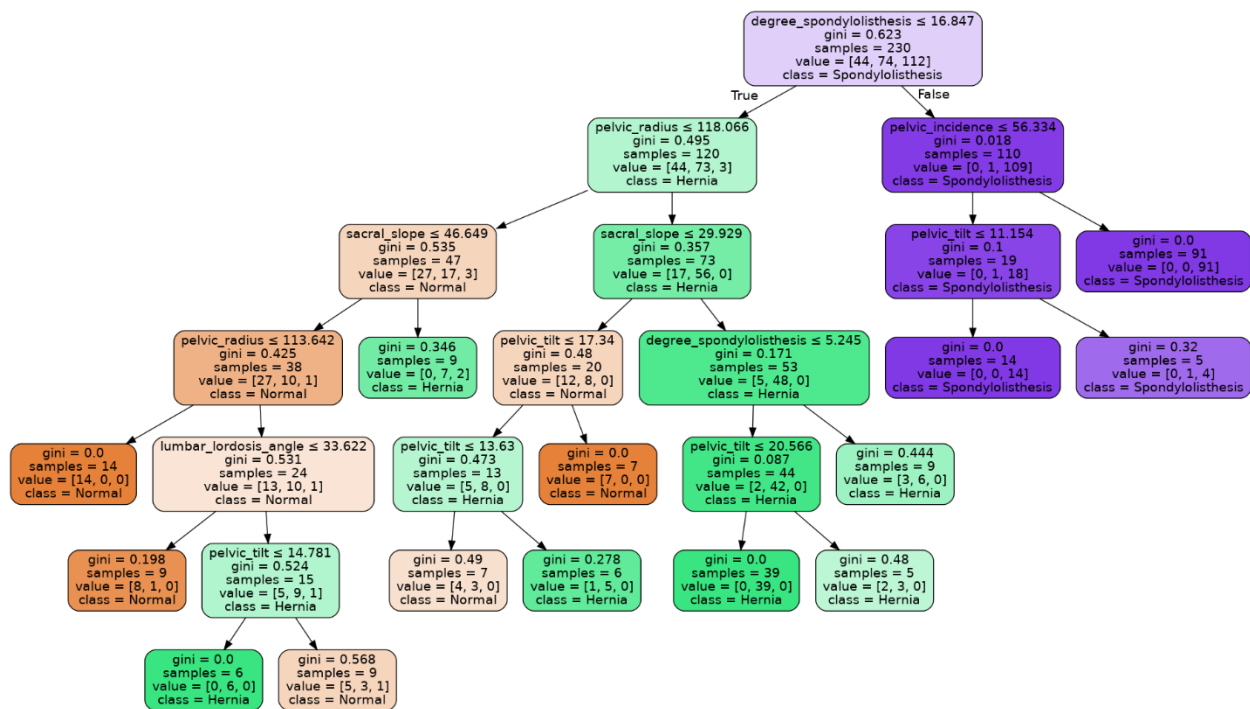 degree_spondylolisthesis ≤ 16.847
gini = 0.623
samples = 230
value = [44, 74, 112]
class = Spondylolisthesis
True
False
pelvic_radius ≤ 118.066
gini = 0.495
samples = 120
value = [44, 73, 3]
class = Hernia
pelvic_incidence ≤ 56.334
gini = 0.018
samples = 110
value = [0, 1, 109]
class = Spondylolisthesis
sacral_slope ≤ 46.649
gini = 0.535
samples = 47
value = [27, 17, 3]
class = Normal
sacral_slope ≤ 29.929
gini = 0.357
samples = 73
value = [17, 56, 0]
class = Hernia
pelvic_tilt ≤ 11.154
gini = 0.1
samples = 19
value = [0, 1, 18]
class = Spondylolisthesis
gini = 0.0
samples = 91
value = [0, 0, 91]
class = Spondylolisthesis
pelvic_radius ≤ 113.642
gini = 0.425
samples = 38
value = [27, 10, 1]
class = Normal
gini = 0.346
samples = 9
value = [0, 7, 2]
class = Hernia
pelvic_tilt ≤ 17.34
gini = 0.48
samples = 20
value = [12, 8, 0]
class = Normal
degree_spondylolisthesis ≤ 5.245
gini = 0.171
samples = 53
value = [5, 48, 0]
class = Hernia
gini = 0.0
samples = 14
value = [0, 0, 14]
class = Spondylolisthesis
gini = 0.32
samples = 5
value = [0, 1, 4]
class = Spondylolisthesis
gini = 0.0
samples = 14
value = [14, 0, 0]
class = Normal
lumbar_lordosis_angle ≤ 33.622
gini = 0.531
samples = 24
value = [13, 10, 1]
class = Normal
pelvic_tilt ≤ 13.63
gini = 0.473
samples = 13
value = [5, 8, 0]
class = Hernia
gini = 0.0
samples = 7
value = [7, 0, 0]
class = Normal
pelvic_tilt ≤ 20.566
gini = 0.087
samples = 44
value = [2, 42, 0]
class = Hernia
gini = 0.444
samples = 9
value = [3, 6, 0]
class = Hernia
gini = 0.198
samples = 9
value = [8, 1, 0]
class = Normal
pelvic_tilt ≤ 14.781
gini = 0.524
samples = 15
value = [5, 9, 1]
class = Hernia
gini = 0.49
samples = 7
value = [4, 3, 0]
class = Normal
gini = 0.278
samples = 6
value = [1, 5, 0]
class = Hernia
gini = 0.0
samples = 39
value = [0, 39, 0]
class = Hernia
gini = 0.48
samples = 5
value = [2, 3, 0]
class = Hernia
gini = 0.0
samples = 6
value = [0, 6, 0]
class = Hernia
gini = 0.568
samples = 9
value = [5, 3, 1]
class = Normal